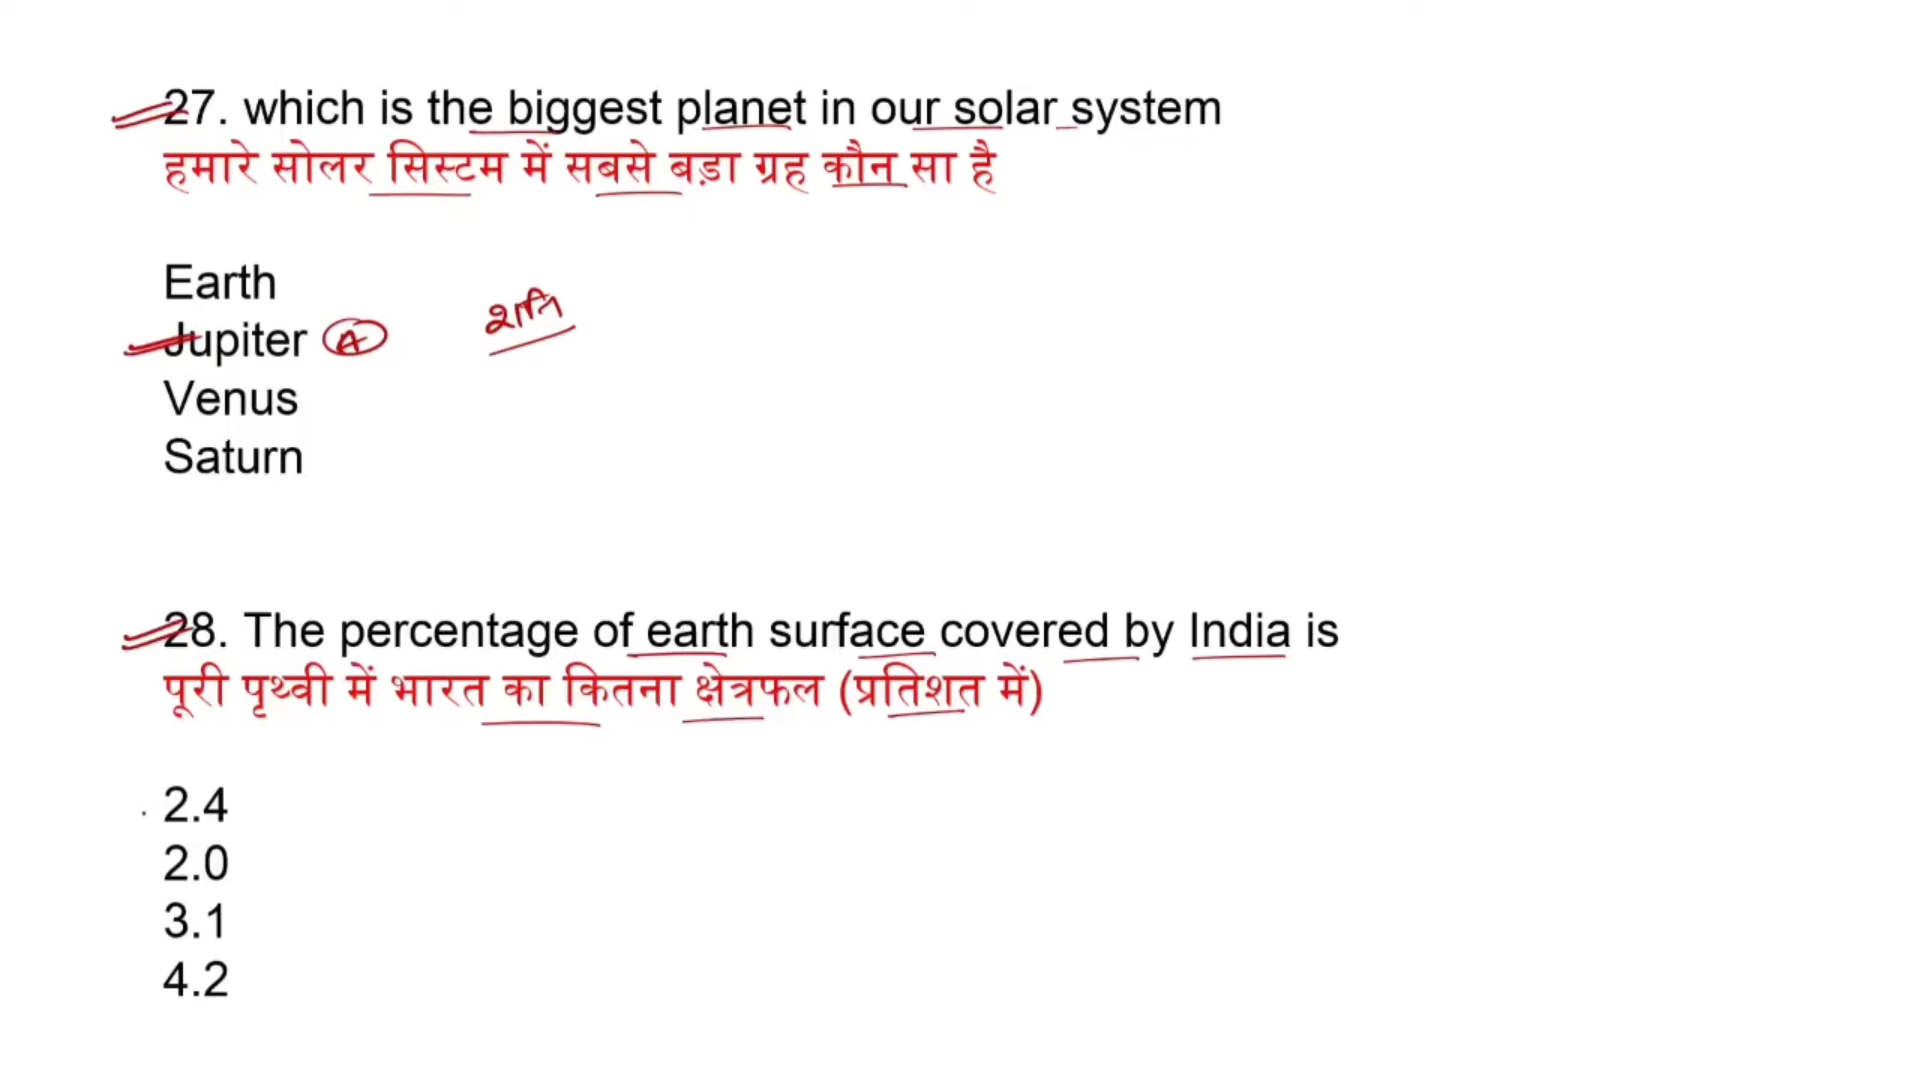 27. which is the biggest planet in our solar system
हमारे सोलर सिस्टम में सबसे बड़ा ग्रह कौन सा है
Earth
Jupiter A
शनि
Venus
Saturn
28. The percentage of earth surface covered by India is
पूरी पृथ्वी में भारत का कितना क्षेत्रफल (प्रतिशत में)
2.4
2.0
3.1
4.2